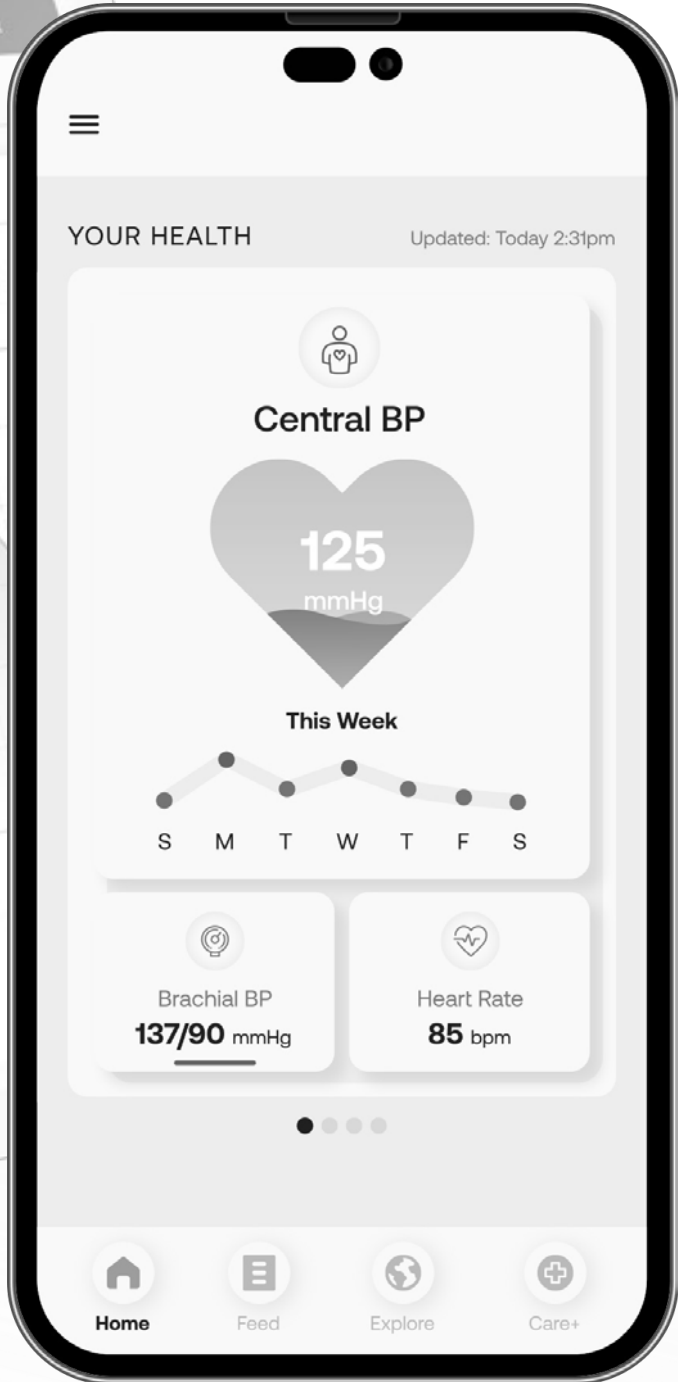 YOUR HEALTH Updated: Today 2:31pm
Central BP
125
mmHg
This Week
S M T W T F S
Brachial BP Heart Rate
137/90 mmHg 85 bpm
Home Feed Explore Care+